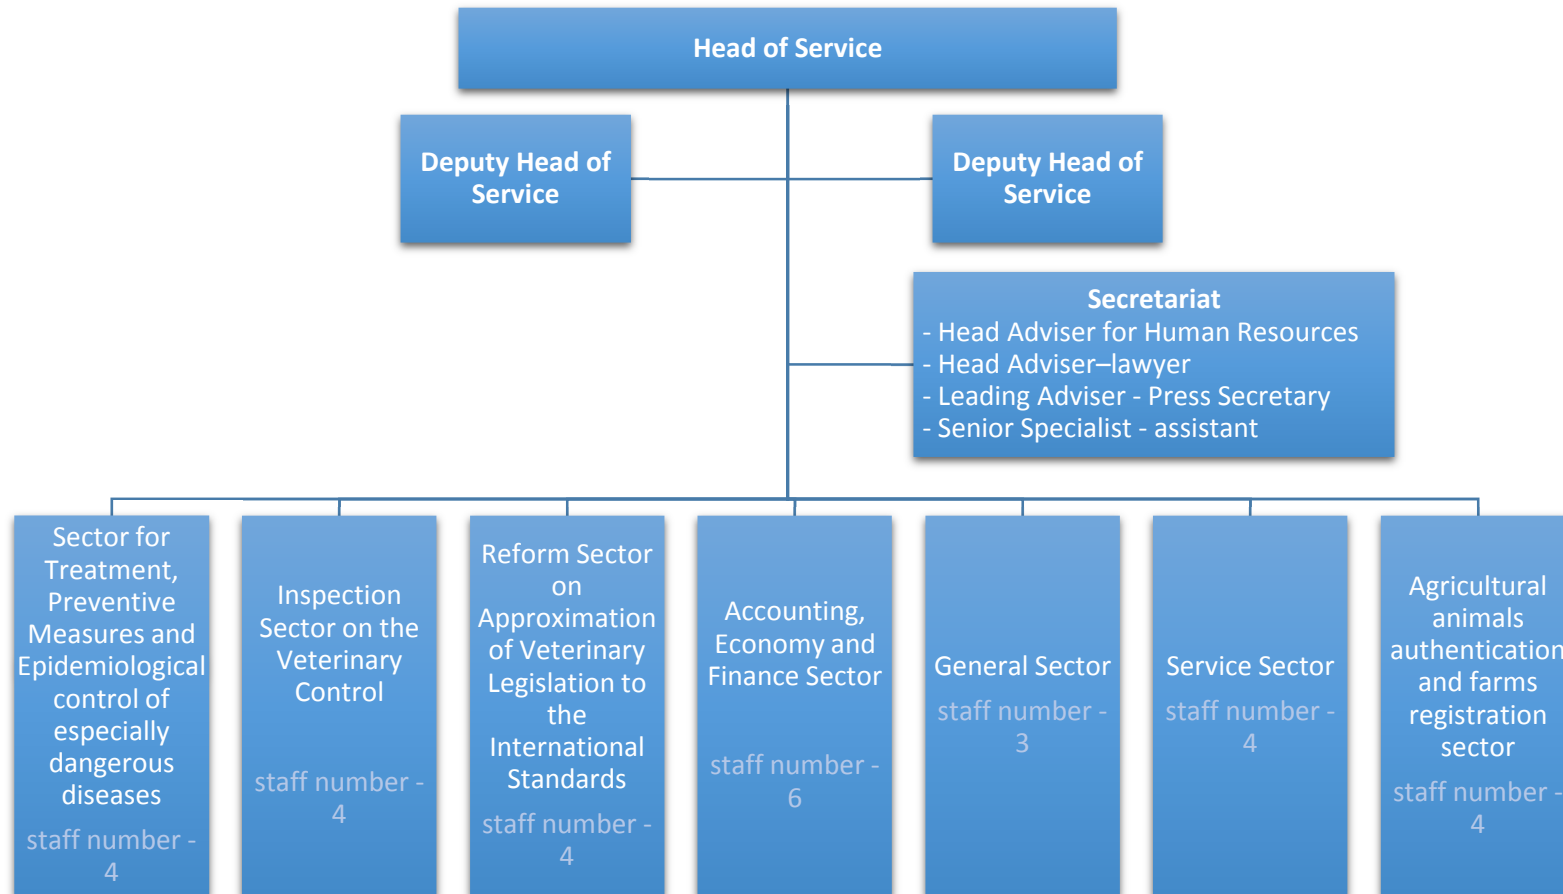 Head of Service
Deputy Head of
Service
Deputy Head of
Service
Secretariat
- Head Adviser for Human Resources
- Head Adviser–lawyer
- Leading Adviser - Press Secretary
- Senior Specialist - assistant
Sector for
Treatment,
Preventive
Measures and
Epidemiological
control of
especially
dangerous
diseases
staff number -
4
Inspection
Sector on the
Veterinary
Control
staff number -
4
Reform Sector
on
Approximation
of Veterinary
Legislation to
the
International
Standards
staff number -
4
Accounting,
Economy and
Finance Sector
staff number -
6
General Sector
staff number -
3
Service Sector
staff number -
4
Agricultural
animals
authentication
and farms
registration
sector
staff number -
4